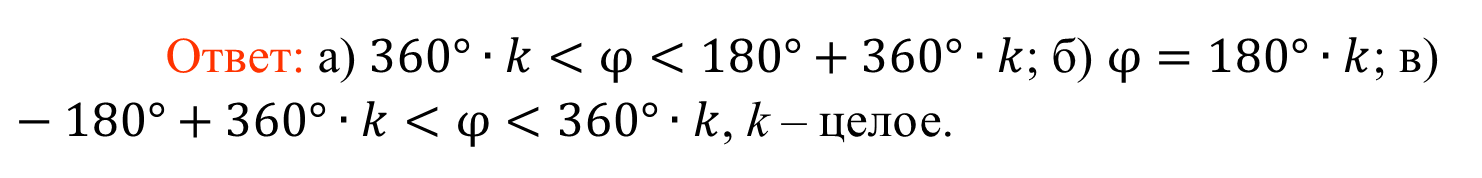 Ответ: а) 360° · k < φ < 180° + 360° · k; б) φ = 180° · k; в)
− 180° + 360° · k < φ < 360° · k, k – целое.